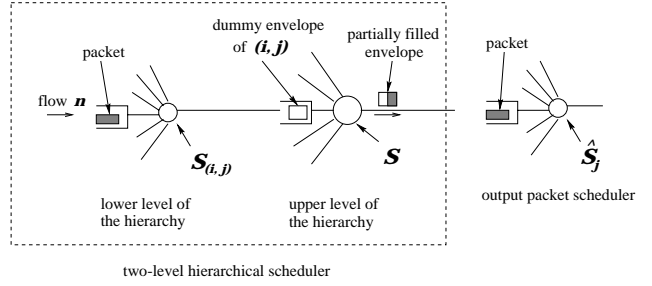 dummy envelope
of (i, j)
partially filled
envelope
packet
packet
flow n
S(i, j)
S
Ŝj
lower level of
the hierarchy
upper level of
the hierarchy
output packet scheduler
two-level hierarchical scheduler